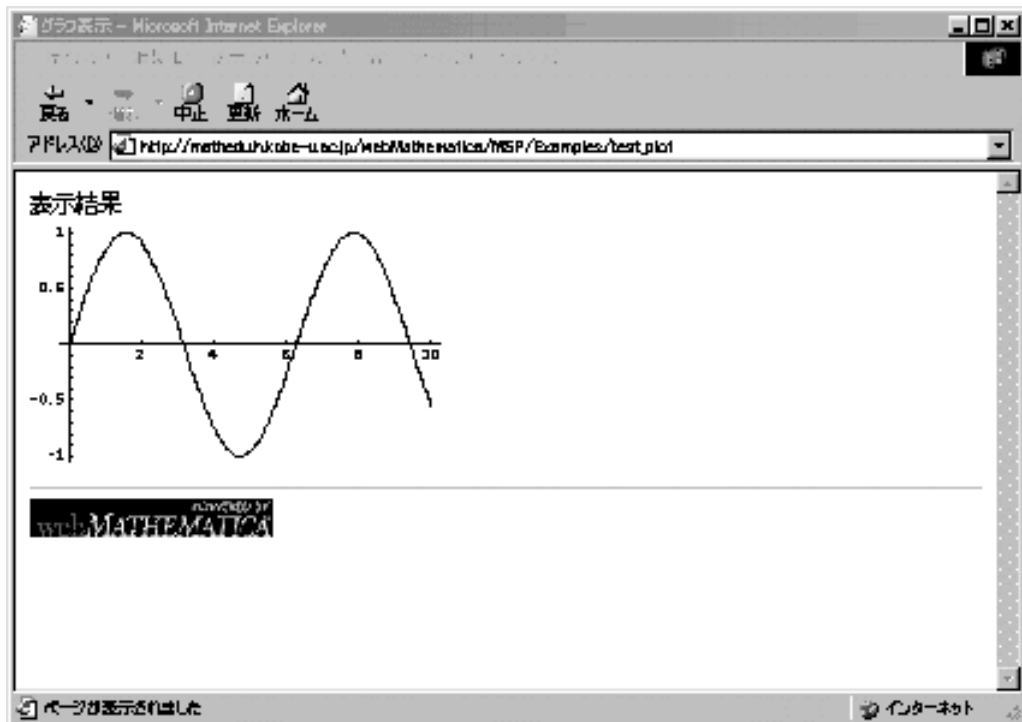 グラフ表示 - Microsoft Internet Explorer
戻る 中止 更新 ホーム
アドレス(D) http://matheduh.kobe-u.ac.jp/webMathematica/MSP/Examples/test_plot
表示結果
1
0.5
2 4 6 8 10
-0.5
-1
POWERED BY
webMATHEMATICA
ページが表示されました インターネット